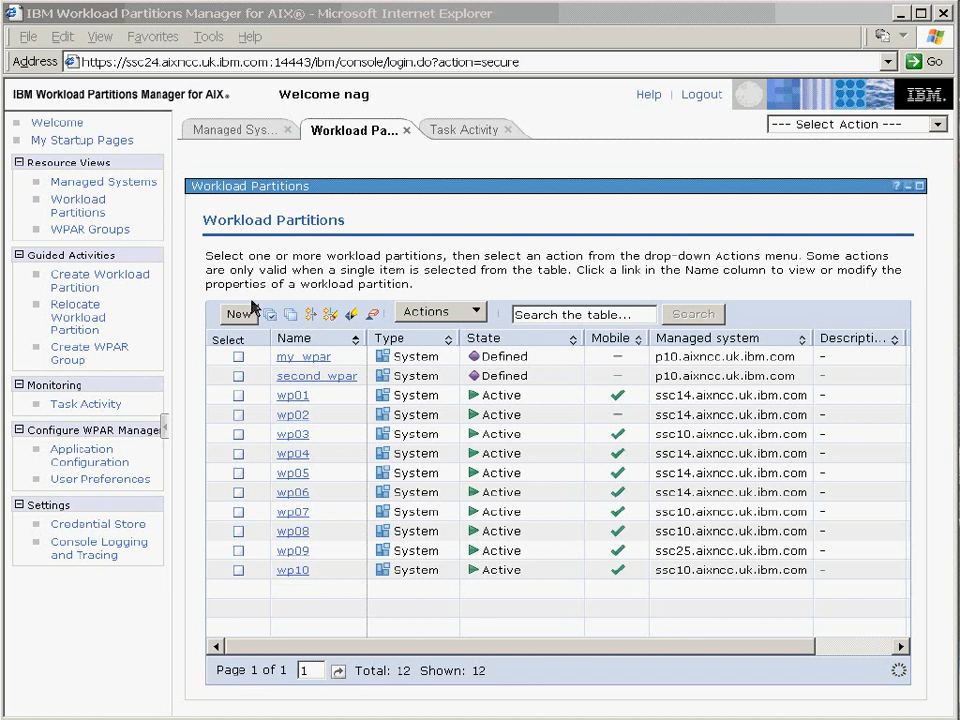 IBM Workload Partitions Manager for AIX® - Microsoft Internet Explorer
File Edit View Favorites Tools Help
Address https://ssc24.aixncc.uk.ibm.com:14443/ibm/console/login.do?action=secure Go
IBM Workload Partitions Manager for AIX® Welcome nag Help Logout IBM.
Managed Sys... Workload Pa... Task Activity --- Select Action ---
Welcome
My Startup Pages
Resource Views
Managed Systems
Workload
Partitions
WPAR Groups
Guided Activities
Create Workload
Partition
Relocate
Workload
Partition
Create WPAR
Group
Monitoring
Task Activity
Configure WPAR Manage
Application
Configuration
User Preferences
Settings
Credential Store
Console Logging
and Tracing
Workload Partitions
Workload Partitions
Select one or more workload partitions, then select an action from the drop-down Actions menu. Some actions
are only valid when a single item is selected from the table. Click a link in the Name column to view or modify the
properties of a workload partition.
New Actions Search the table... Search
Select Name Type State Mobile Managed system Descripti...
my_wpar System Defined - p10.aixncc.uk.ibm.com -
second_wpar System Defined - p10.aixncc.uk.ibm.com -
wp01 System Active ssc14.aixncc.uk.ibm.com -
wp02 System Active - ssc14.aixncc.uk.ibm.com -
wp03 System Active ssc10.aixncc.uk.ibm.com -
wp04 System Active ssc14.aixncc.uk.ibm.com -
wp05 System Active ssc14.aixncc.uk.ibm.com -
wp06 System Active ssc14.aixncc.uk.ibm.com -
wp07 System Active ssc10.aixncc.uk.ibm.com -
wp08 System Active ssc10.aixncc.uk.ibm.com -
wp09 System Active ssc25.aixncc.uk.ibm.com -
wp10 System Active ssc10.aixncc.uk.ibm.com -
Page 1 of 1 1 Total: 12 Shown: 12